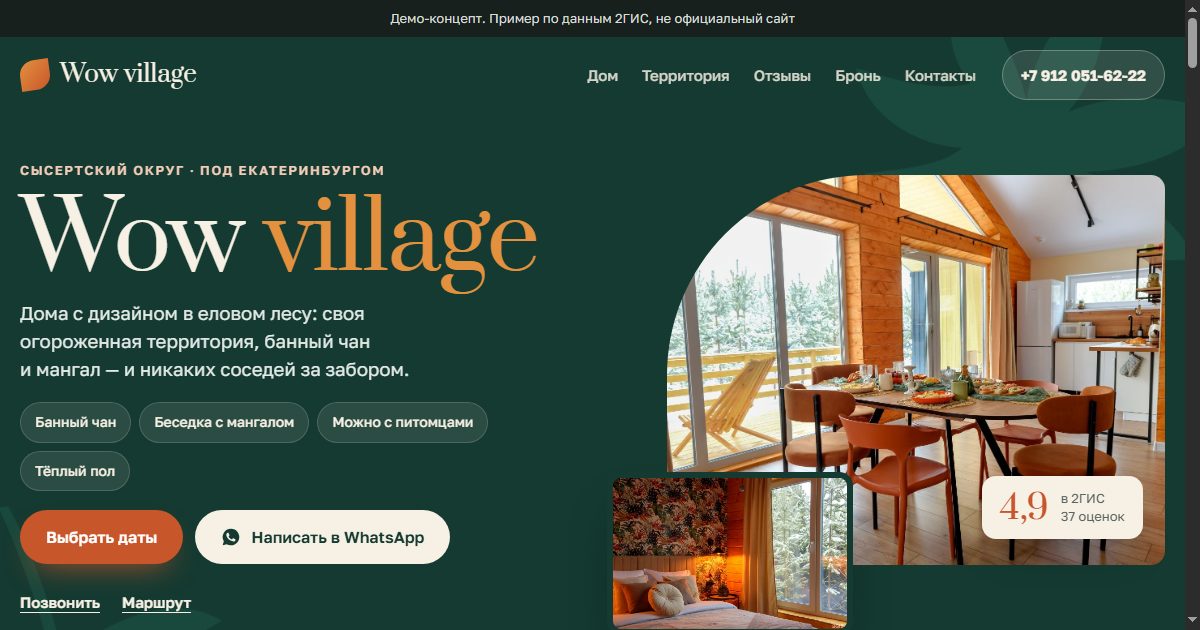 Демо-концепт. Пример по данным 2ГИС, не официальный сайт
Wow village
Дом
Территория
Отзывы
Бронь
Контакты
+7 912 051-62-22
СЫСЕРТСКИЙ ОКРУГ · ПОД ЕКАТЕРИНБУРГОМ
Wow village
Дома с дизайном в еловом лесу: своя
огороженная территория, банный чан
и мангал — и никаких соседей за забором.
Банный чан
Беседка с мангалом
Можно с питомцами
Тёплый пол
Выбрать даты
Написать в WhatsApp
Позвонить
Маршрут
4,9
в 2ГИС
37 оценок